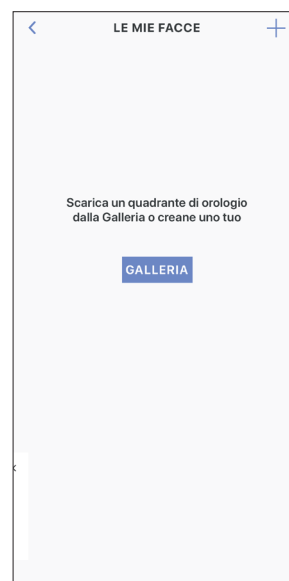 LE MIE FACCE
Scarica un quadrante di orologio
dalla Galleria o creane uno tuo
GALLERIA